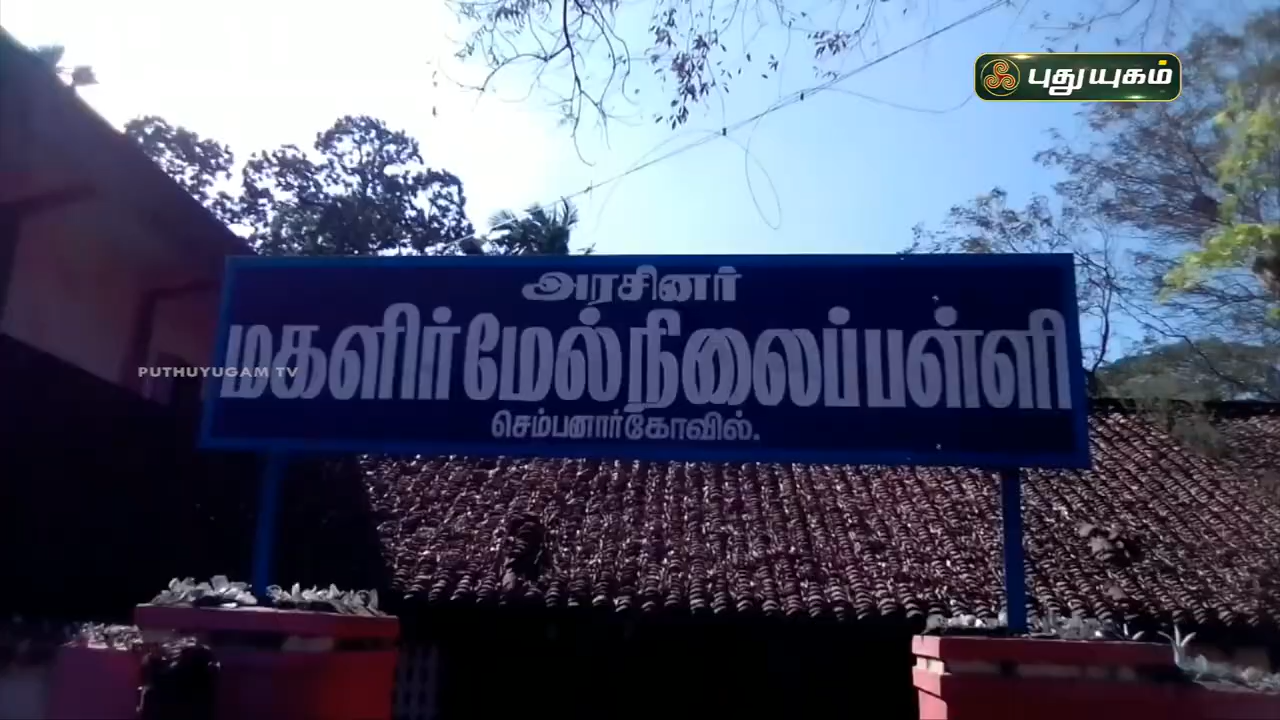 புதுயுகம்
அரசினர்
மகளிர்மேல்நிலைப்பள்ளி
PUTHUYUGAM TV
செம்பனார்கோவில்.